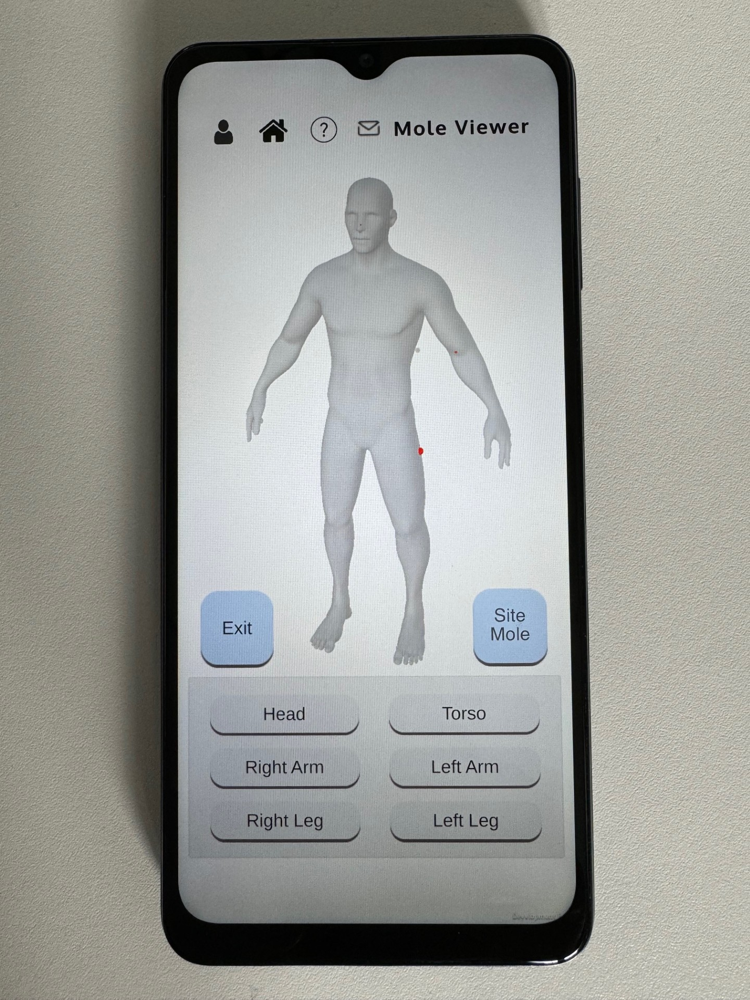 ?
Mole Viewer
Exit
Site
Mole
Head
Torso
Right Arm
Left Arm
Right Leg
Left Leg